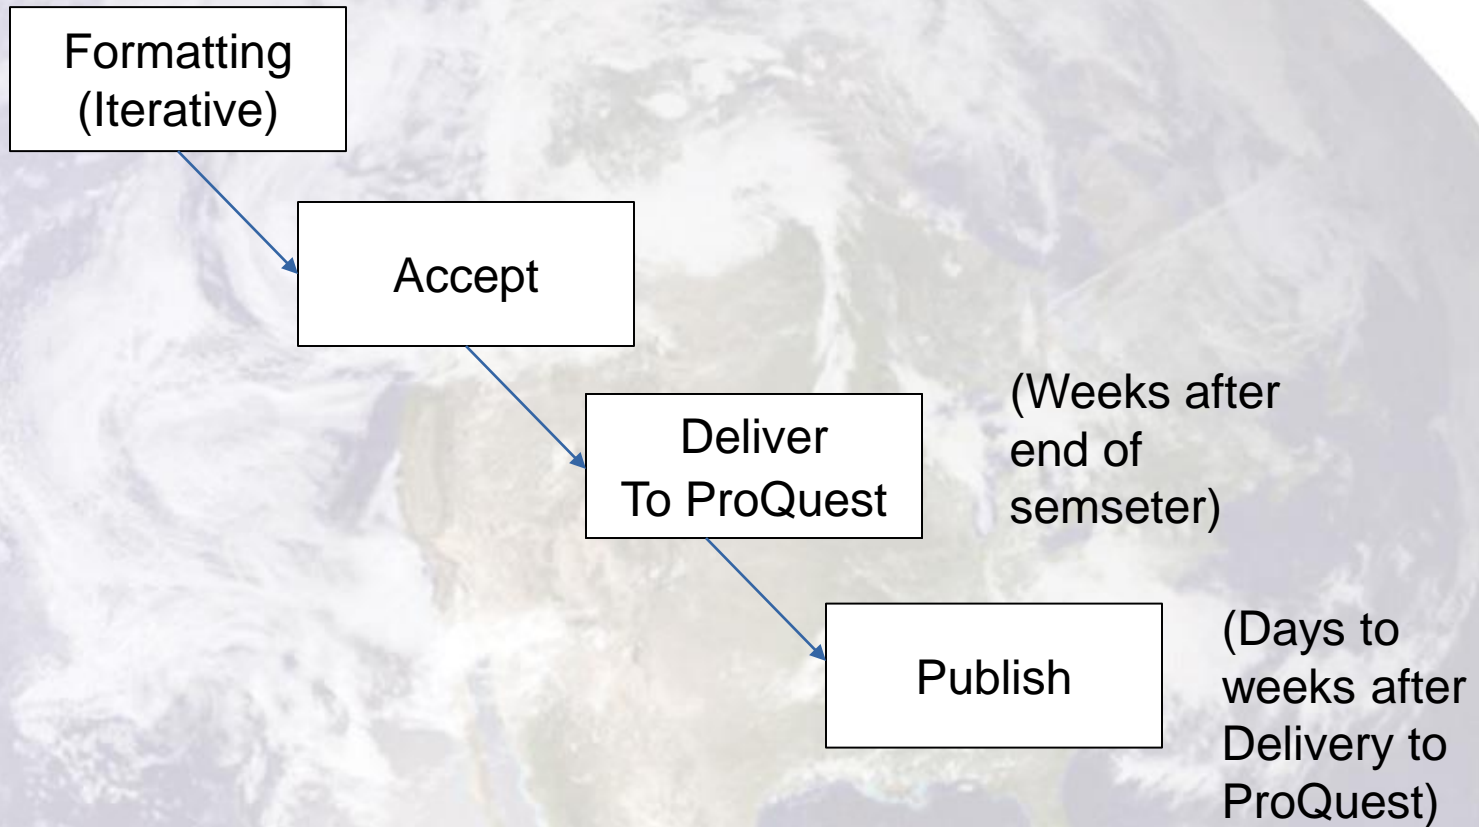 Formatting
(Iterative)
Accept
Deliver
To ProQuest
(Weeks after
end of
semseter)
Publish
(Days to
weeks after
Delivery to
ProQuest)